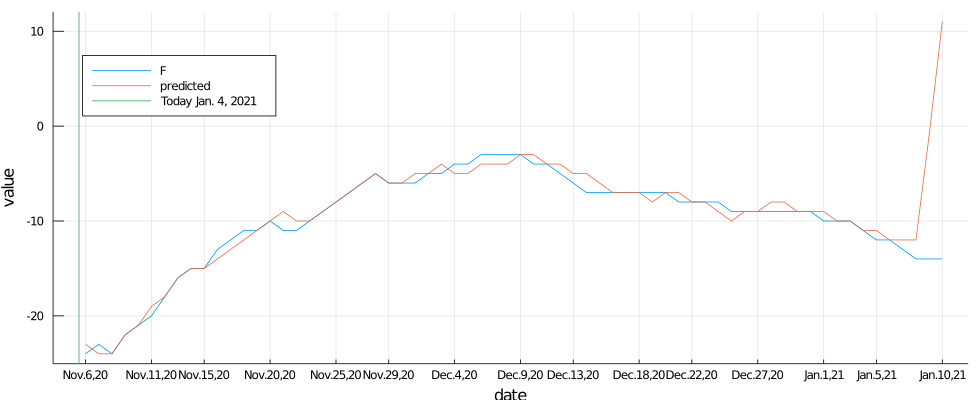 10
0
-10
-20
value
F
predicted
Today Jan. 4, 2021
Nov.6,20 Nov.11,20 Nov.15,20 Nov.20,20 Nov.25,20 Nov.29,20 Dec.4,20 Dec.9,20 Dec.13,20 Dec.18,20 Dec.22,20 Dec.27,20 Jan.1,21 Jan.5,21 Jan.10,21
date